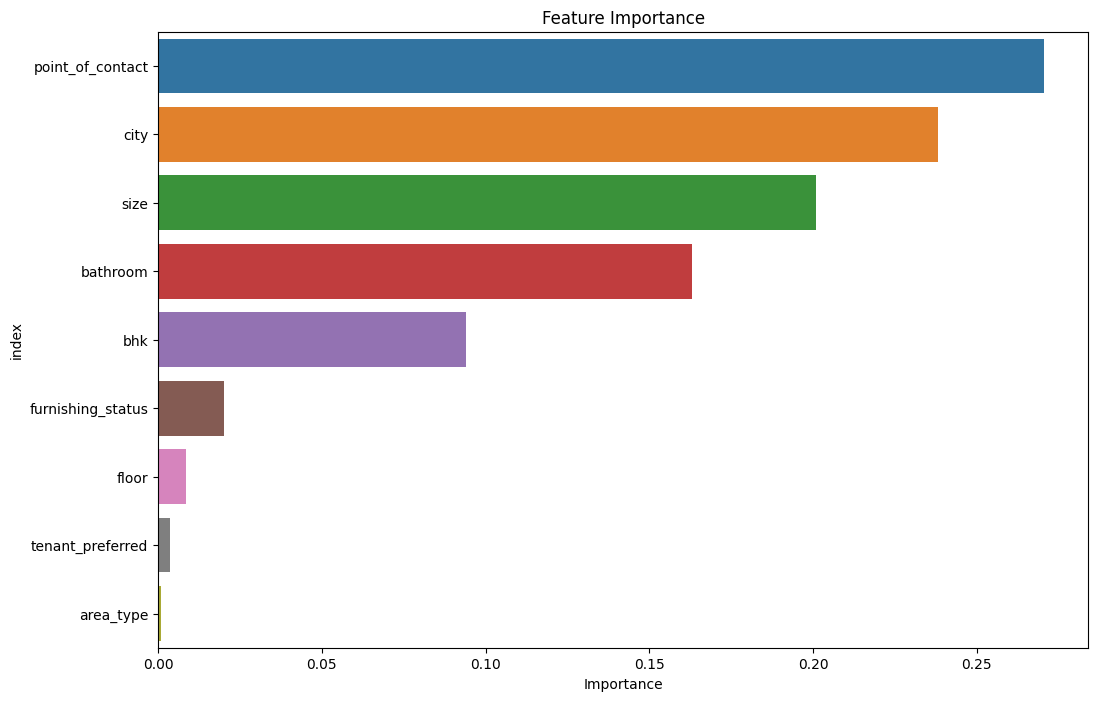 Feature Importance
point_of_contact
city
size
bathroom
bhk
furnishing_status
floor
tenant_preferred
area_type
index
0.00 0.05 0.10 0.15 0.20 0.25
Importance